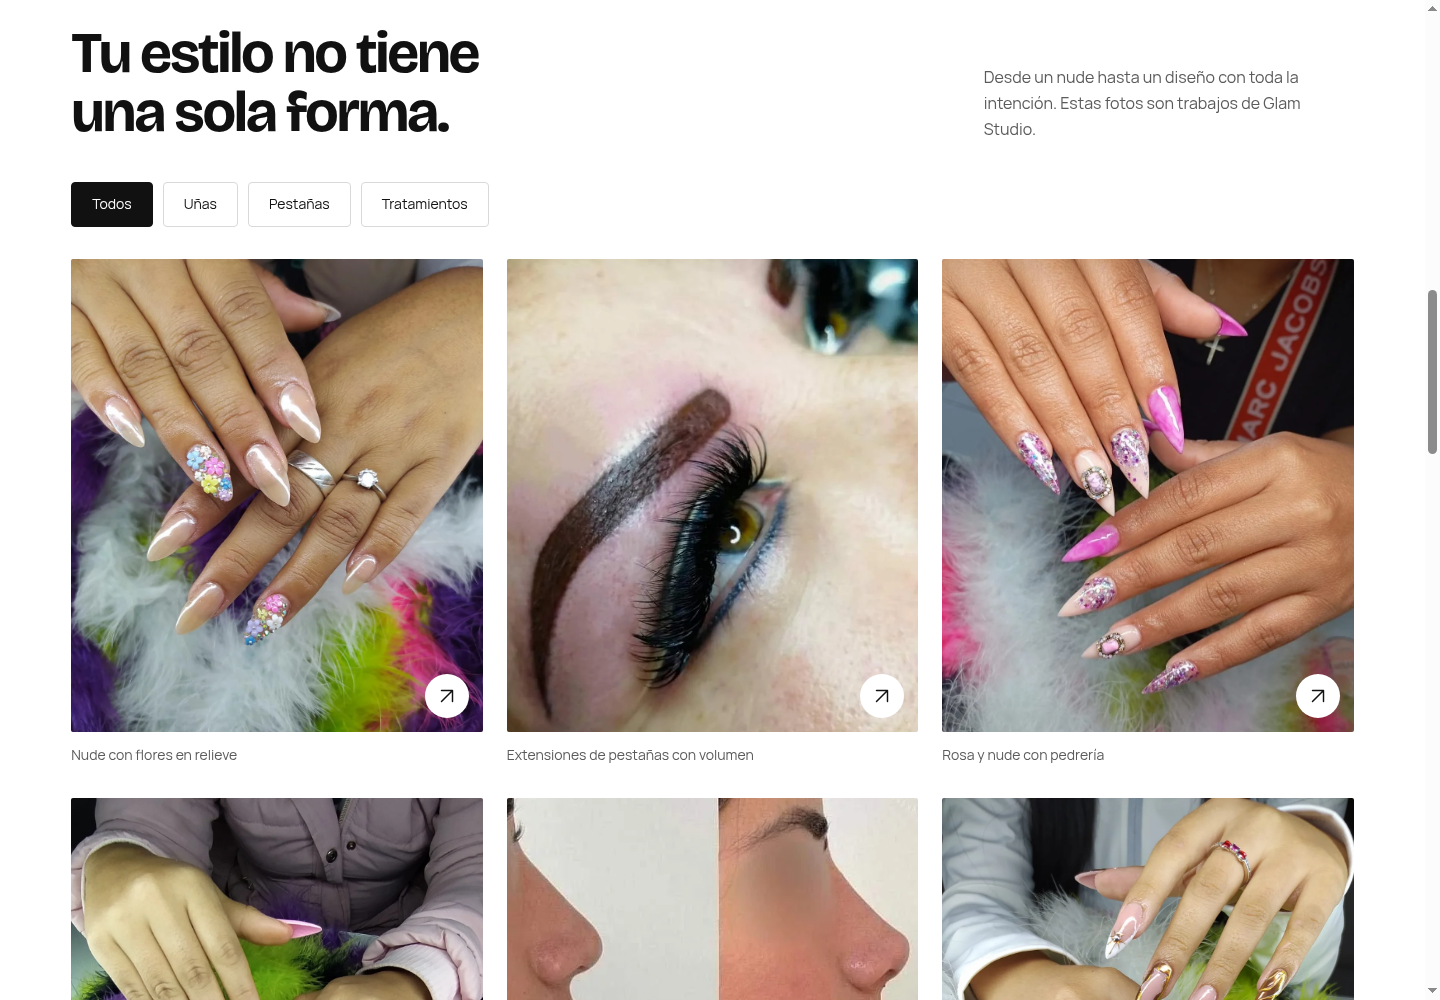 Tu estilo no tiene
una sola forma.
Desde un nude hasta un diseño con toda la
intención. Estas fotos son trabajos de Glam
Studio.
Todos
Uñas
Pestañas
Tratamientos
MARC JACOBS
Nude con flores en relieve
Extensiones de pestañas con volumen
Rosa y nude con pedrería